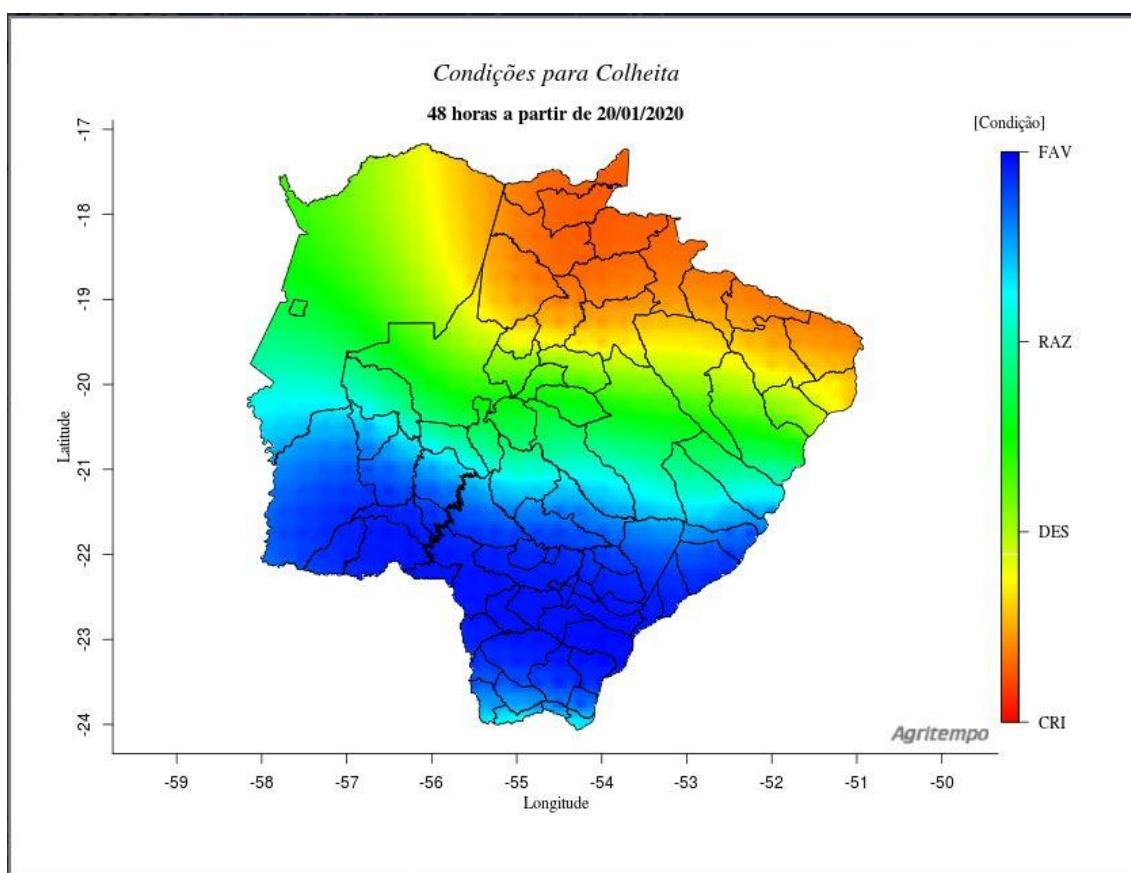 Condições para Colheita
48 horas a partir de 20/01/2020
[Condição]
FAV
RAZ
DES
CRI
Latitude
-17
-18
-19
-20
-21
-22
-23
-24
Agritempo
-59
-58
-57
-56
-55
-54
-53
-52
-51
-50
Longitude